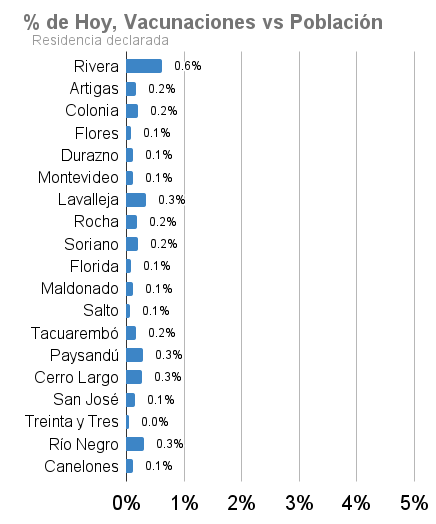 % de Hoy, Vacunaciones vs Población
Residencia declarada
Rivera 0.6%
Artigas 0.2%
Colonia 0.2%
Flores 0.1%
Durazno 0.1%
Montevideo 0.1%
Lavalleja 0.3%
Rocha 0.2%
Soriano 0.2%
Florida 0.1%
Maldonado 0.1%
Salto 0.1%
Tacuarembó 0.2%
Paysandú 0.3%
Cerro Largo 0.3%
San José 0.1%
Treinta y Tres 0.0%
Río Negro 0.3%
Canelones 0.1%
0% 1% 2% 3% 4% 5%